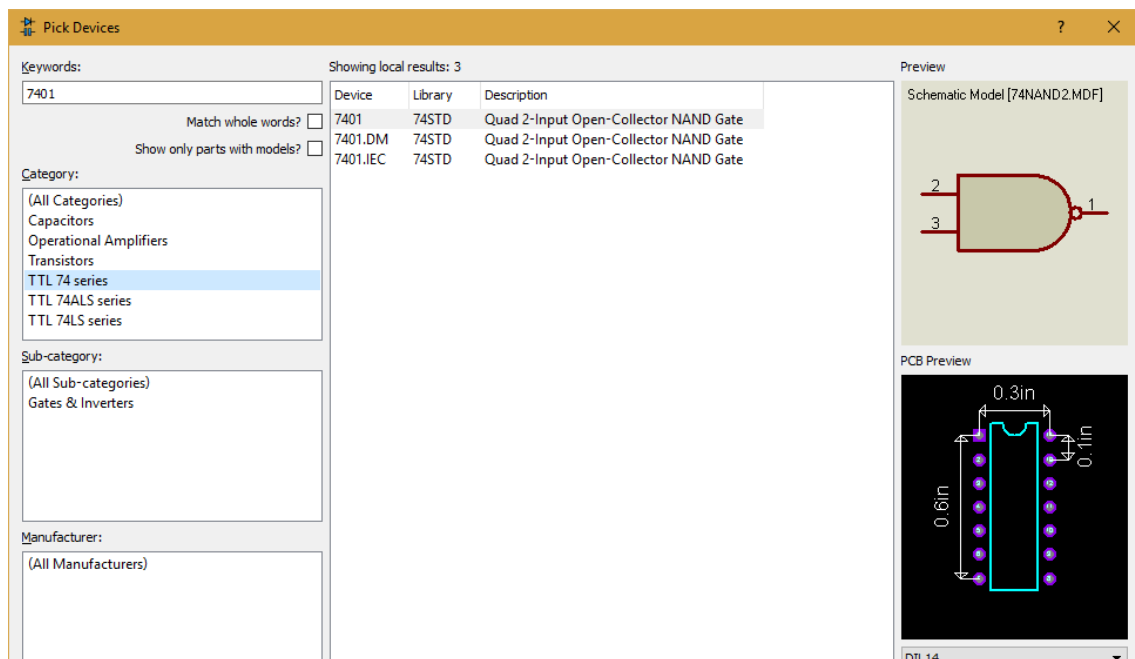 Pick Devices
?
Keywords:
7401
Match whole words?
Show only parts with models?
Category:
(All Categories)
Capacitors
Operational Amplifiers
Transistors
TTL 74 series
TTL 74ALS series
TTL 74LS series
Sub-category:
(All Sub-categories)
Gates & Inverters
Manufacturer:
(All Manufacturers)
Showing local results: 3
Device Library Description
7401 74STD Quad 2-Input Open-Collector NAND Gate
7401.DM 74STD Quad 2-Input Open-Collector NAND Gate
7401.IEC 74STD Quad 2-Input Open-Collector NAND Gate
Preview
Schematic Model [74NAND2.MDF]
2
1
3
PCB Preview
0.3in
0.1in
0.6in
DIL14